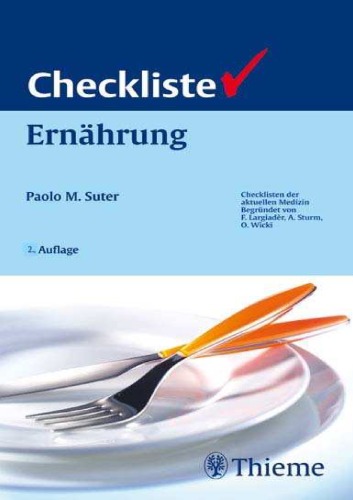 Checkliste
Ernährung
Paolo M. Suter
Checklisten der
aktuellen Medizin
Begründet von
F. Largiadèr, A. Sturm,
O. Wicki
2. Auflage
Thieme